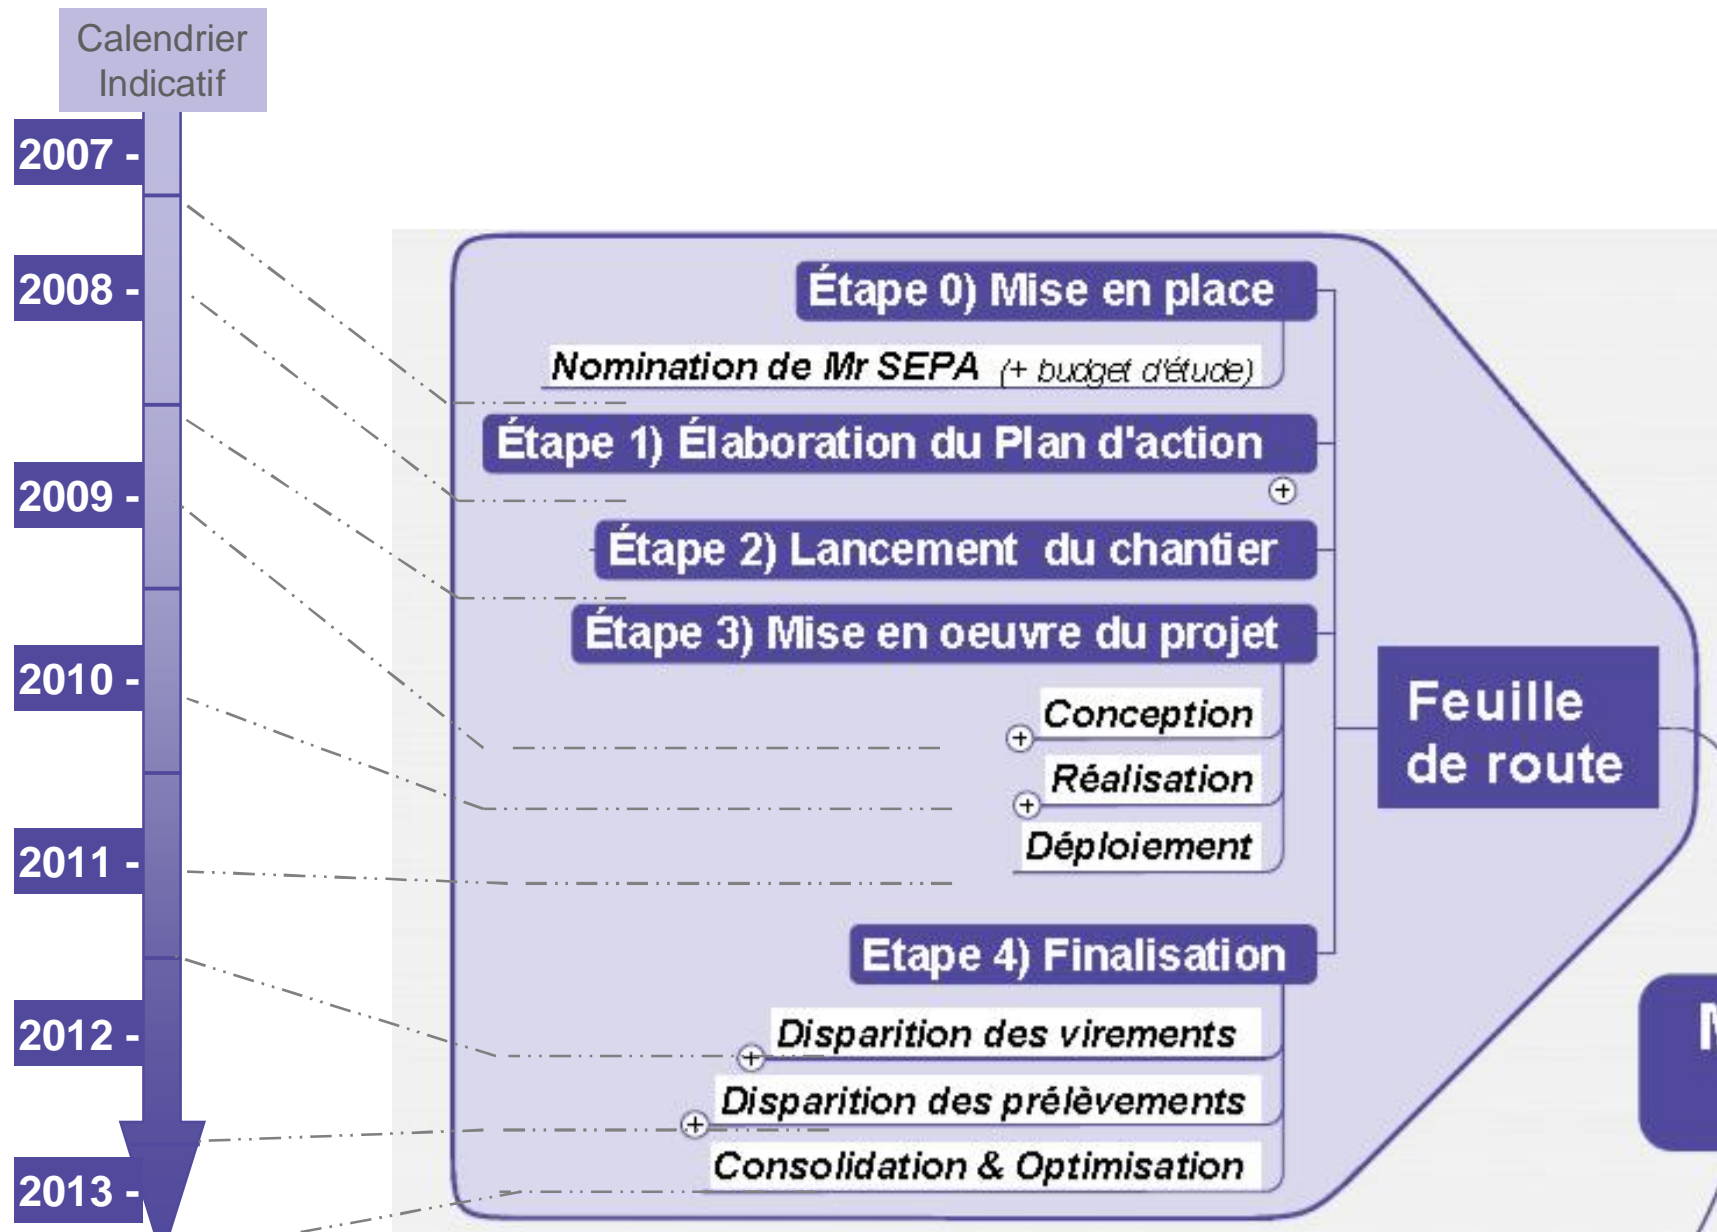 Calendrier
Indicatif
2007 -
2008 -
2009 -
2010 -
2011 -
2012 -
2013 -
Étape 0) Mise en place
Nomination de Mr SEPA (+ budget d'étude)
Étape 1) Élaboration du Plan d'action
Étape 2) Lancement du chantier
Étape 3) Mise en oeuvre du projet
Conception
Réalisation
Déploiement
Etape 4) Finalisation
Disparition des virements
Disparition des prélèvements
Consolidation & Optimisation
Feuille
de route